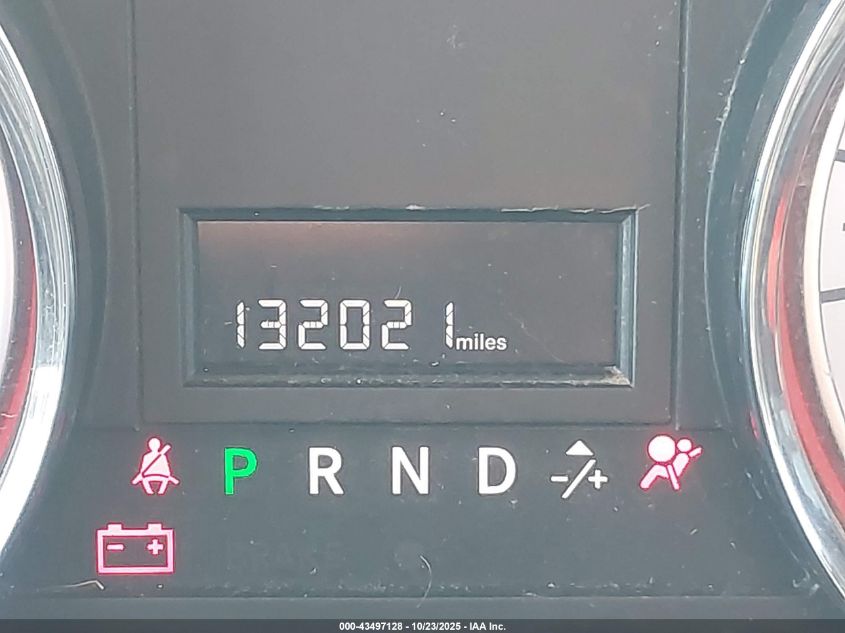 132021 miles
P R N D -/+
- +
000-43497128 - 10/23/2025 - IAA Inc.